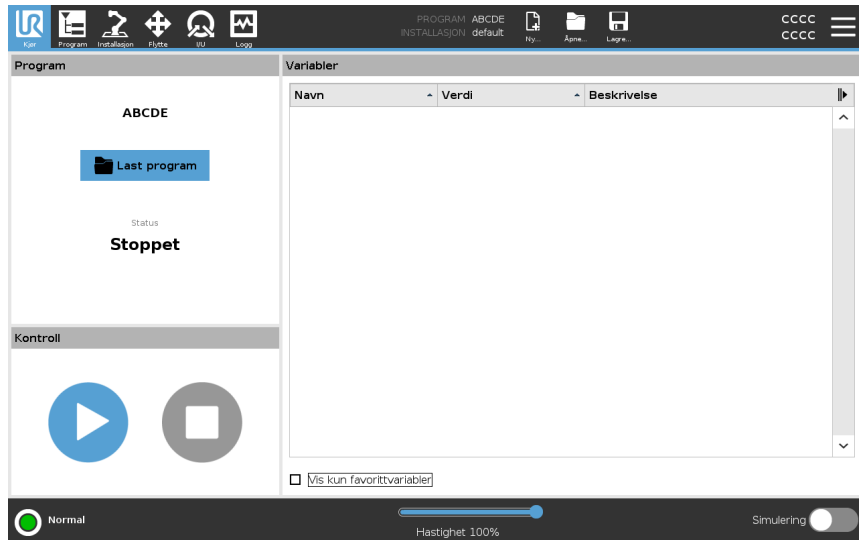 UR
Kjør
Program
Installasjon
Flytte
I/U
Logg
PROGRAM ABCDE
INSTALLASJON default
Ny...
Åpne...
Lagre...
CCCC
CCCC
Program
Variabler
ABCDE
Last program
Status
Stoppet
Navn
Verdi
Beskrivelse
Kontroll
Vis kun favorittvariabler
Normal
Hastighet 100%
Simulering